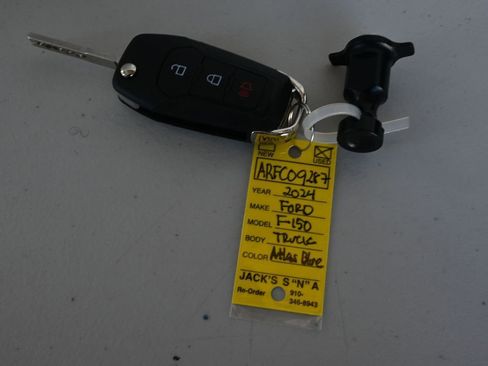 NEW USED
ARFC09287
YEAR 2024
MAKE FORD
MODEL F-150
BODY TRUCK
COLOR Atlas Blue
JACK'S S "N" A
Re-Order 910-
346-8943